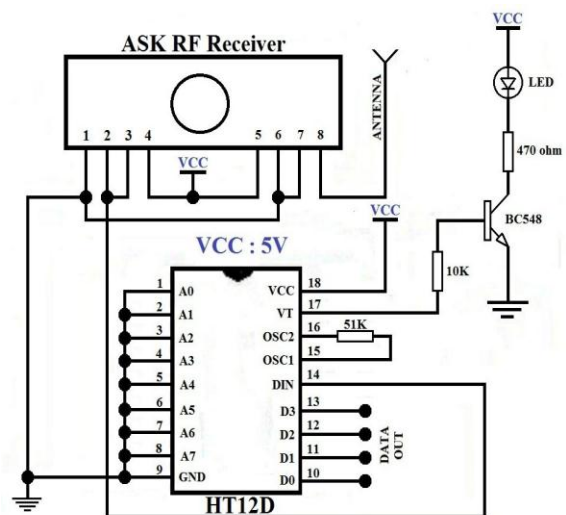 ASK RF Receiver
1 2 3 4 5 6 7 8
VCC
ANTENNA
VCC
LED
470 ohm
BC548
10K
VCC
VCC : 5V
1 A0 VCC 18
2 A1 VT 17
3 A2 OSC2 16
51K
4 A3 OSC1 15
5 A4 DIN 14
6 A5 D3 13
7 A6 D2 12
8 A7 D1 11
9 GND D0 10
DATA
OUT
HT12D